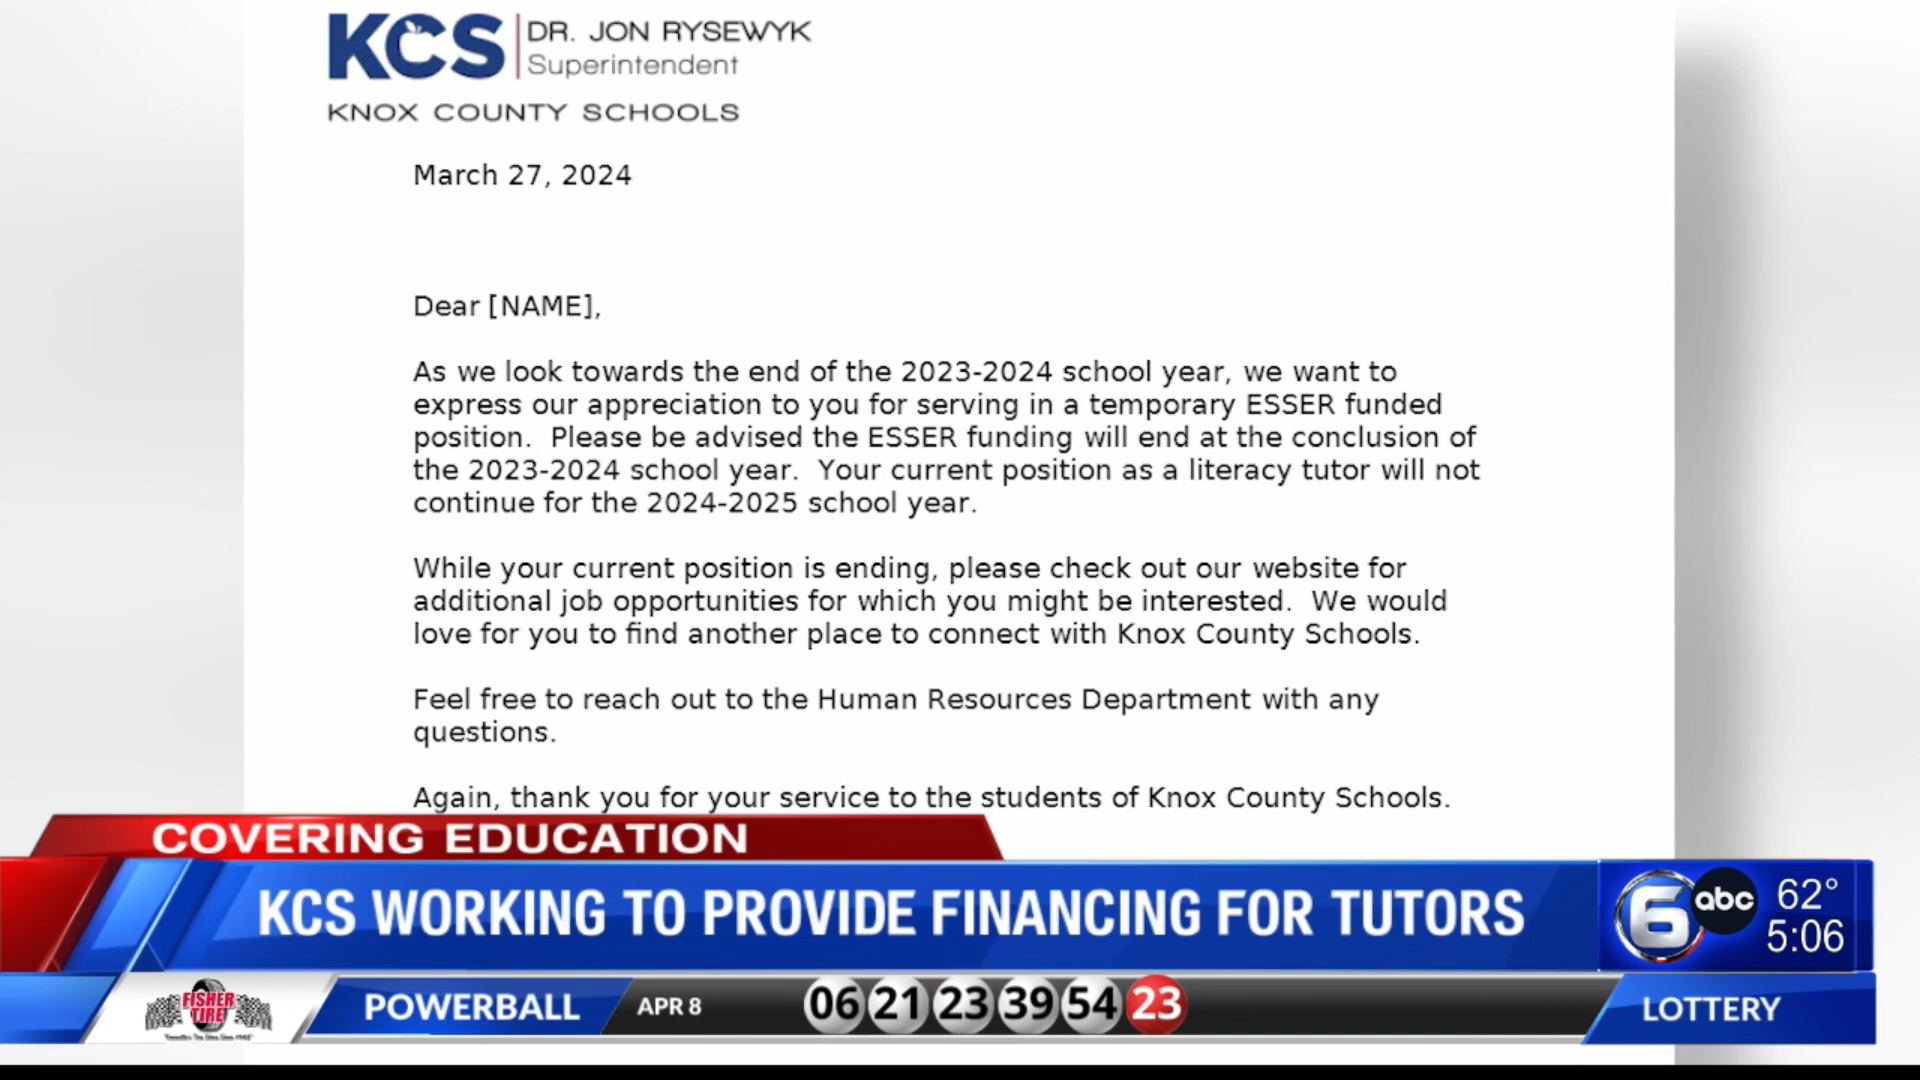 KCS
DR. JON RYSEWYK
Superintendent
KNOX COUNTY SCHOOLS
March 27, 2024
Dear [NAME],
As we look towards the end of the 2023-2024 school year, we want to
express our appreciation to you for serving in a temporary ESSER funded
position.  Please be advised the ESSER funding will end at the conclusion of
the 2023-2024 school year.  Your current position as a literacy tutor will not
continue for the 2024-2025 school year.
While your current position is ending, please check out our website for
additional job opportunities for which you might be interested.  We would
love for you to find another place to connect with Knox County Schools.
Feel free to reach out to the Human Resources Department with any
questions.
Again, thank you for your service to the students of Knox County Schools.
COVERING EDUCATION
KCS WORKING TO PROVIDE FINANCING FOR TUTORS
6 abc 62°
5:06
FISHER
TIRE
POWERBALL APR 8 06 21 23 39 54 23 LOTTERY